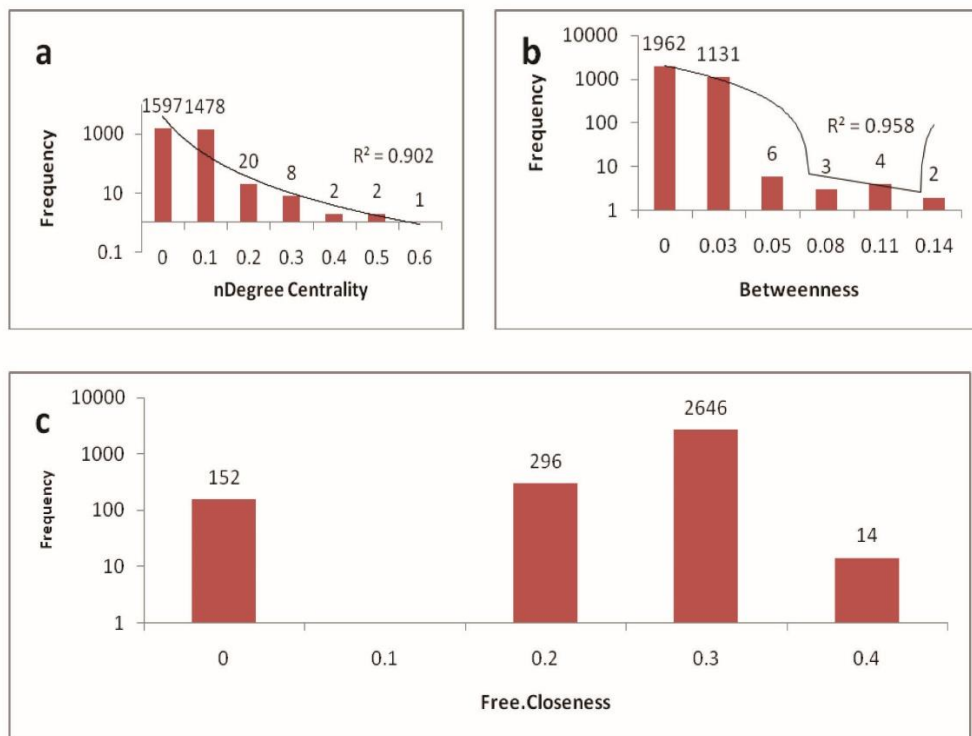 a
1597 1478
1000
20
8
R² = 0.902
10
2
2
1
0.1
0 0.1 0.2 0.3 0.4 0.5 0.6
Frequency
nDegree Centrality
b
10000
1962
1131
1000
100
R² = 0.958
10
6
3
4
2
1
0 0.03 0.05 0.08 0.11 0.14
Frequency
Betweenness
c
10000
2646
1000
152
296
100
14
10
1
0 0.1 0.2 0.3 0.4
Frequency
Free.Closeness